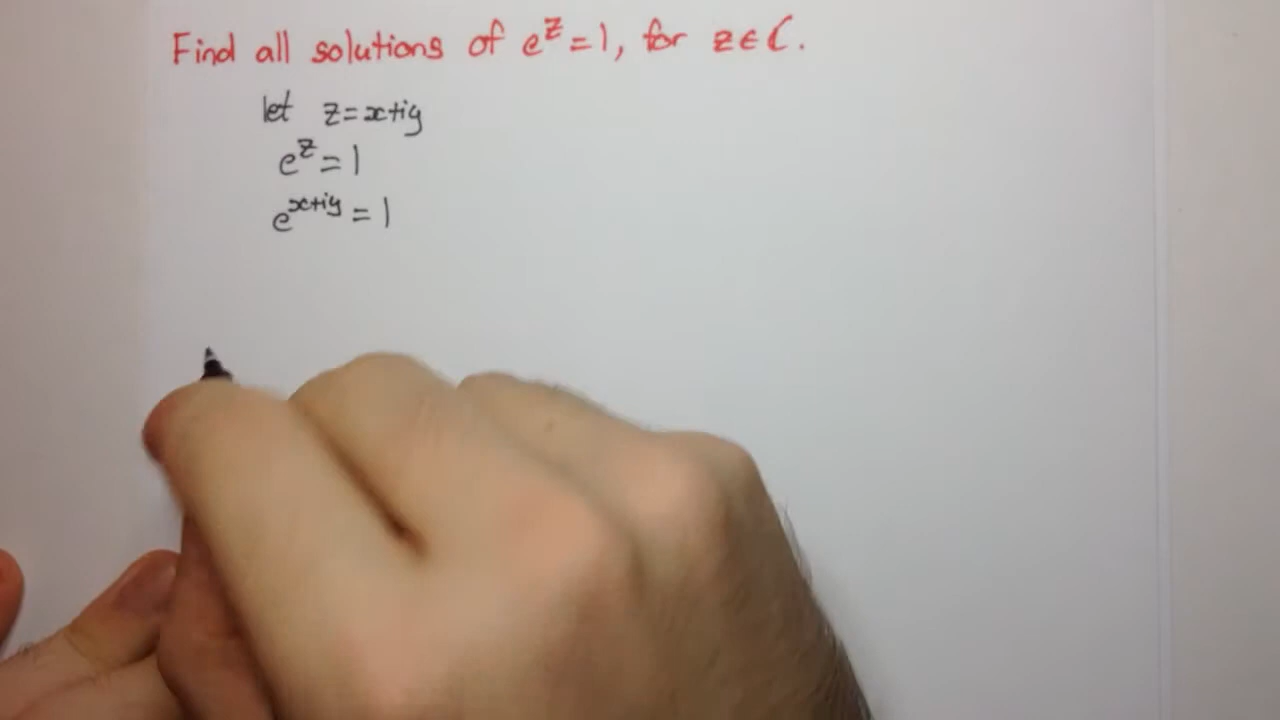 Find all solutions of e^z = 1, for z ∈ ℂ.
let z = x+iy
e^z = 1
e^x+iy = 1